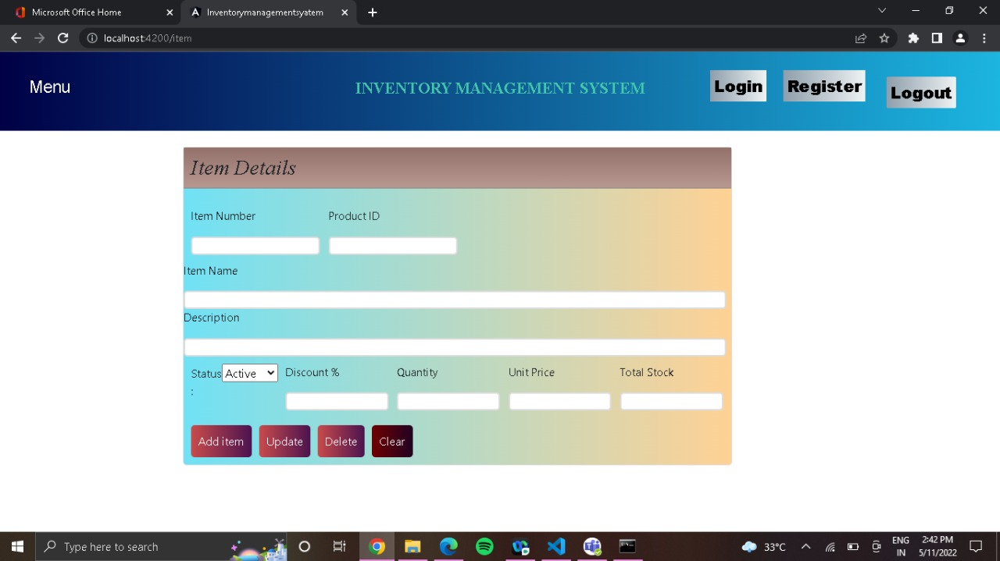 Microsoft Office Home
Inventorymanagementsyatem
localhost:4200/item
Menu
INVENTORY MANAGEMENT SYSTEM
Login
Register
Logout
Item Details
Item Number
Product ID
Item Name
Description
Status
:
Active
Discount %
Quantity
Unit Price
Total Stock
Add item
Update
Delete
Clear
Type here to search
33°C
ENG
IN
2:42 PM
5/11/2022